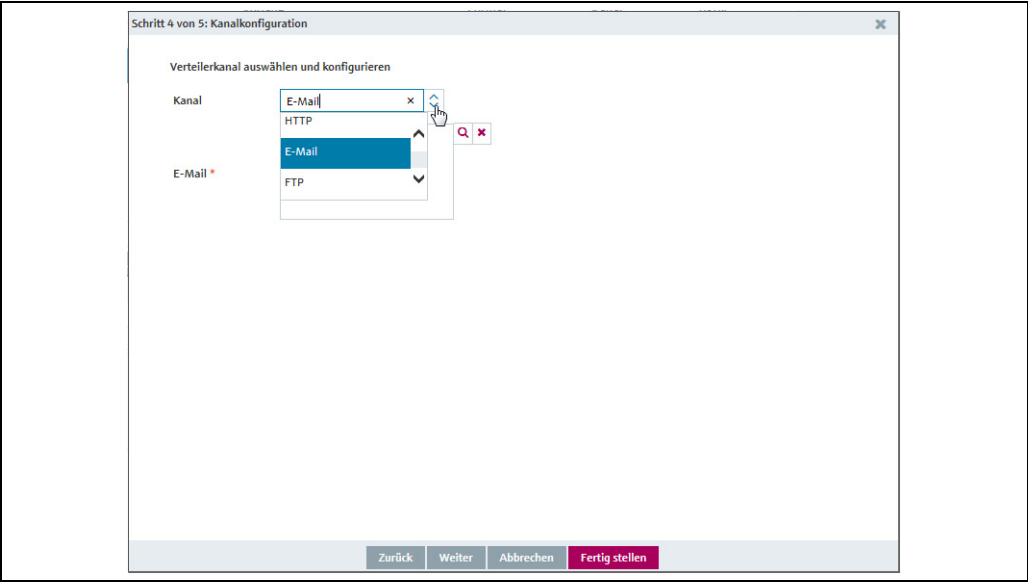 Schritt 4 von 5: Kanalkonfiguration
Verteilerkanal auswählen und konfigurieren
Kanal
E-Mail
HTTP
E-Mail
E-Mail *
FTP
Zurück
Weiter
Abbrechen
Fertig stellen